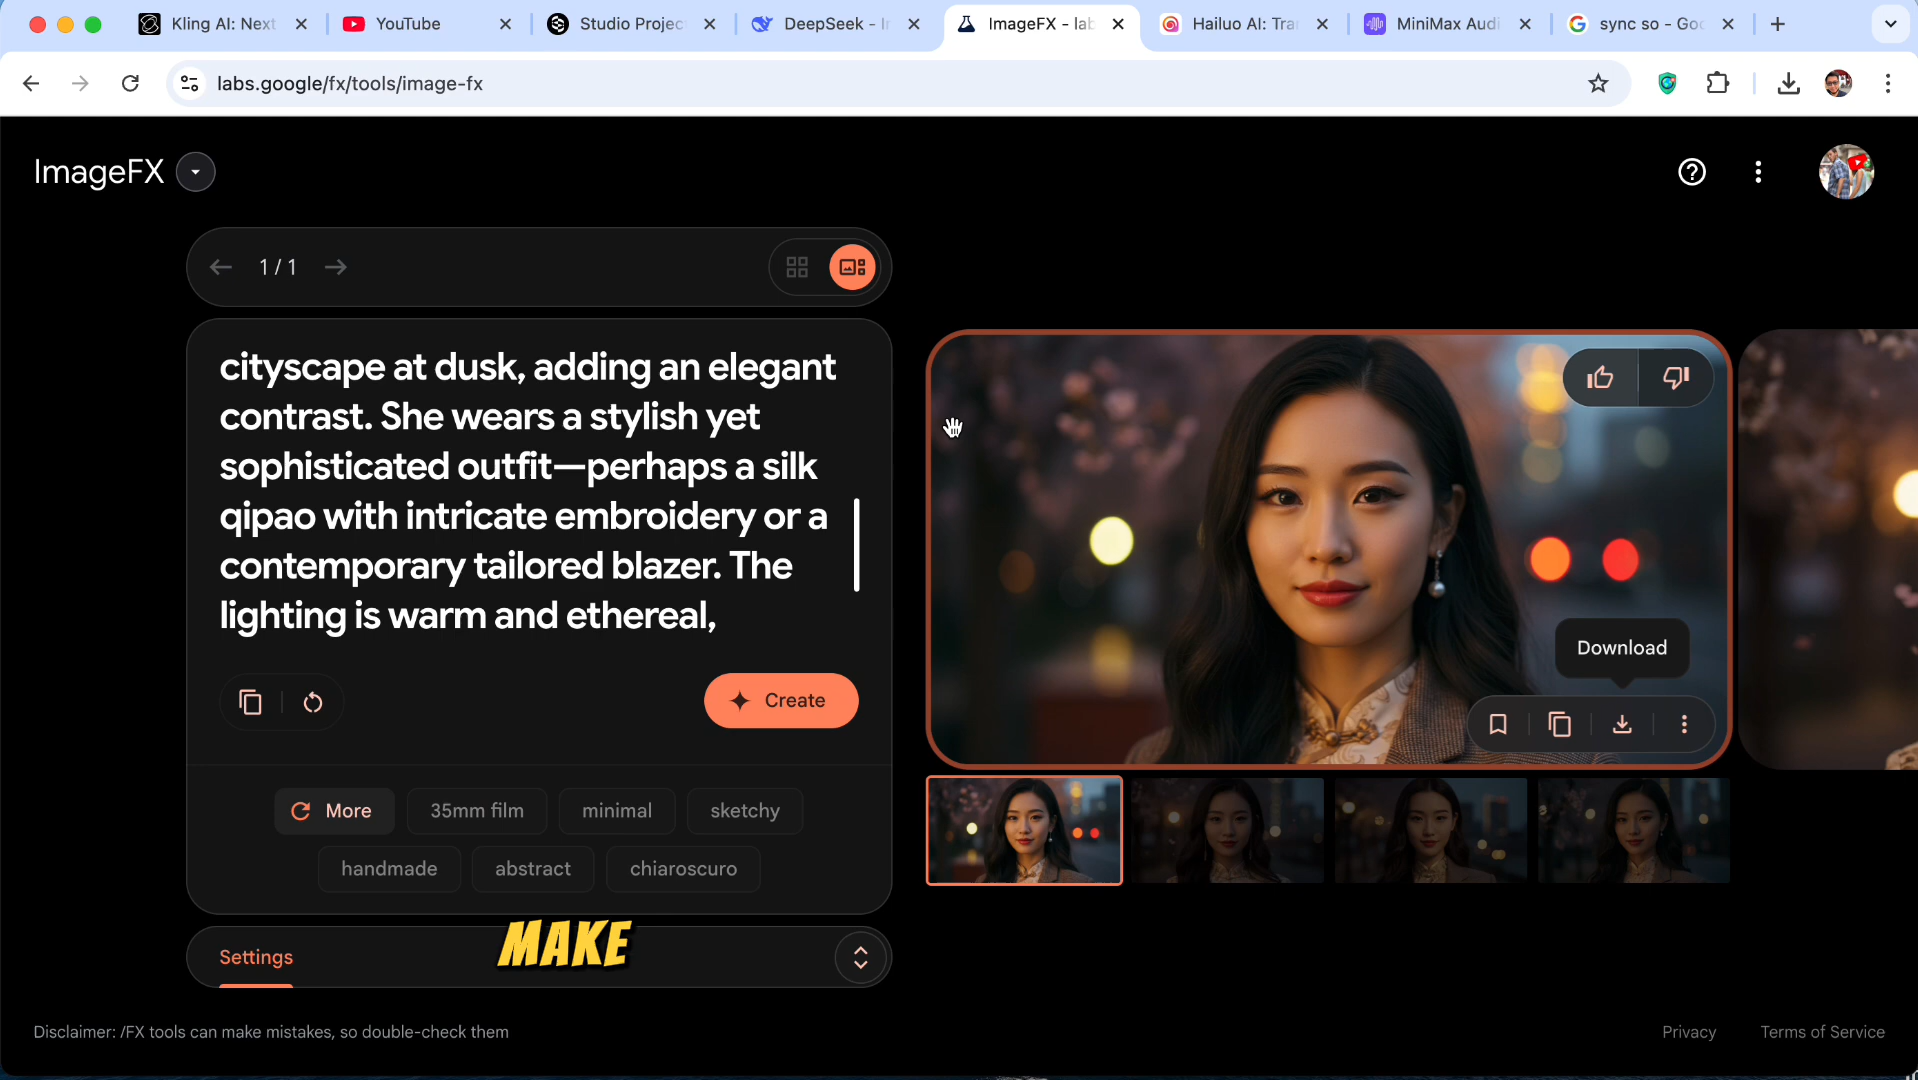 Kling AI: Next
YouTube
Studio Projec
DeepSeek - In
ImageFX - lab
Hailuo AI: Tra
MiniMax Audi
sync so - Goo
labs.google/fx/tools/image-fx
ImageFX
1 / 1
cityscape at dusk, adding an elegant
contrast. She wears a stylish yet
sophisticated outfit—perhaps a silk
qipao with intricate embroidery or a
contemporary tailored blazer. The
lighting is warm and ethereal,
Create
More
35mm film
minimal
sketchy
handmade
abstract
chiaroscuro
Download
MAKE
Settings
Disclaimer: /FX tools can make mistakes, so double-check them
Privacy
Terms of Service